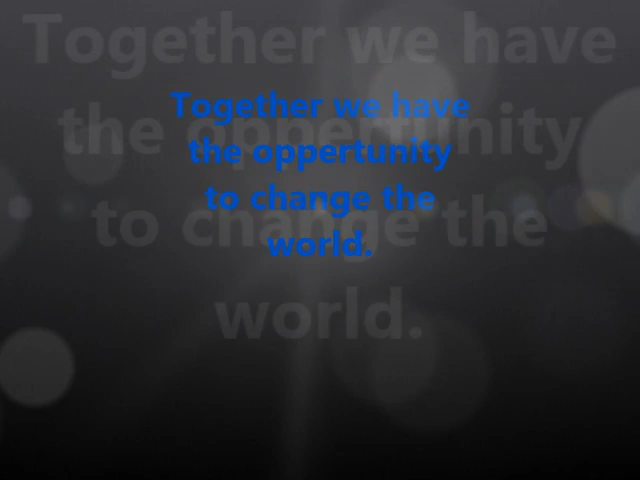 Together we have
the oppertunity
to change the
world.
Together we have
the oppertunity
to change the
world.